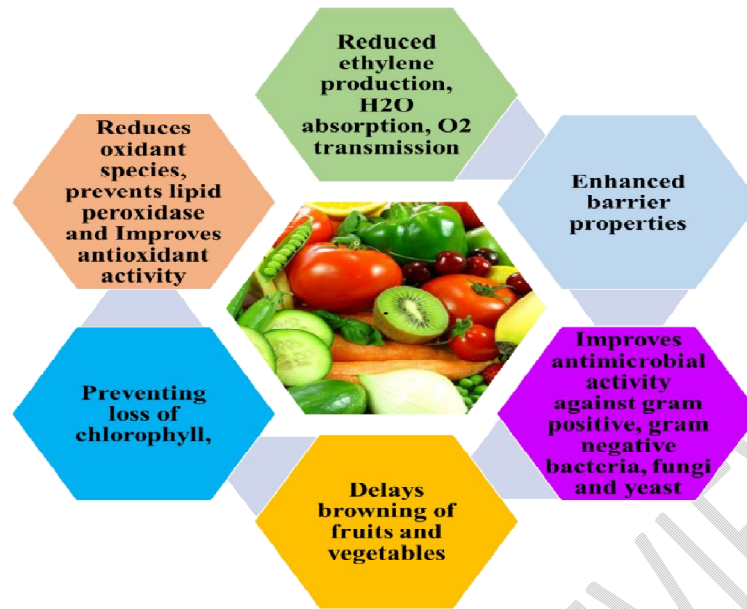 Reduced
ethylene
production,
H2O
absorption, O2
transmission
Enhanced
barrier
properties
Improves
antimicrobial
activity
against gram
positive, gram
negative
bacteria, fungi
and yeast
Delays
browning of
fruits and
vegetables
Preventing
loss of
chlorophyll,
Reduces
oxidant
species,
prevents lipid
peroxidase
and Improves
antioxidant
activity